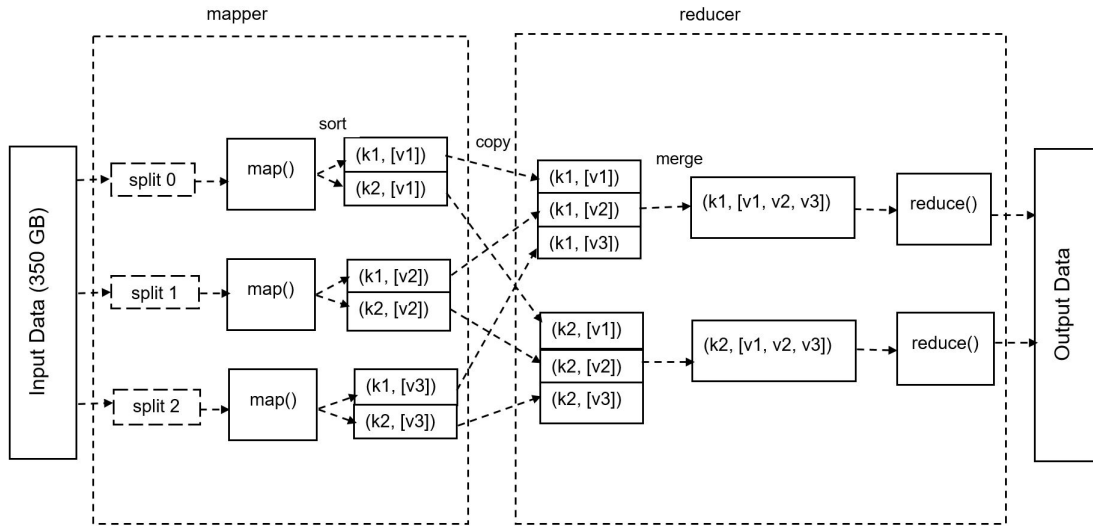 mapper
reducer
Input Data (350 GB)
split 0
map()
sort
(k1, [v1])
(k2, [v1])
split 1
map()
(k1, [v2])
(k2, [v2])
split 2
map()
(k1, [v3])
(k2, [v3])
copy
(k1, [v1])
(k1, [v2])
(k1, [v3])
merge
(k1, [v1, v2, v3])
reduce()
(k2, [v1])
(k2, [v2])
(k2, [v3])
(k2, [v1, v2, v3])
reduce()
Output Data